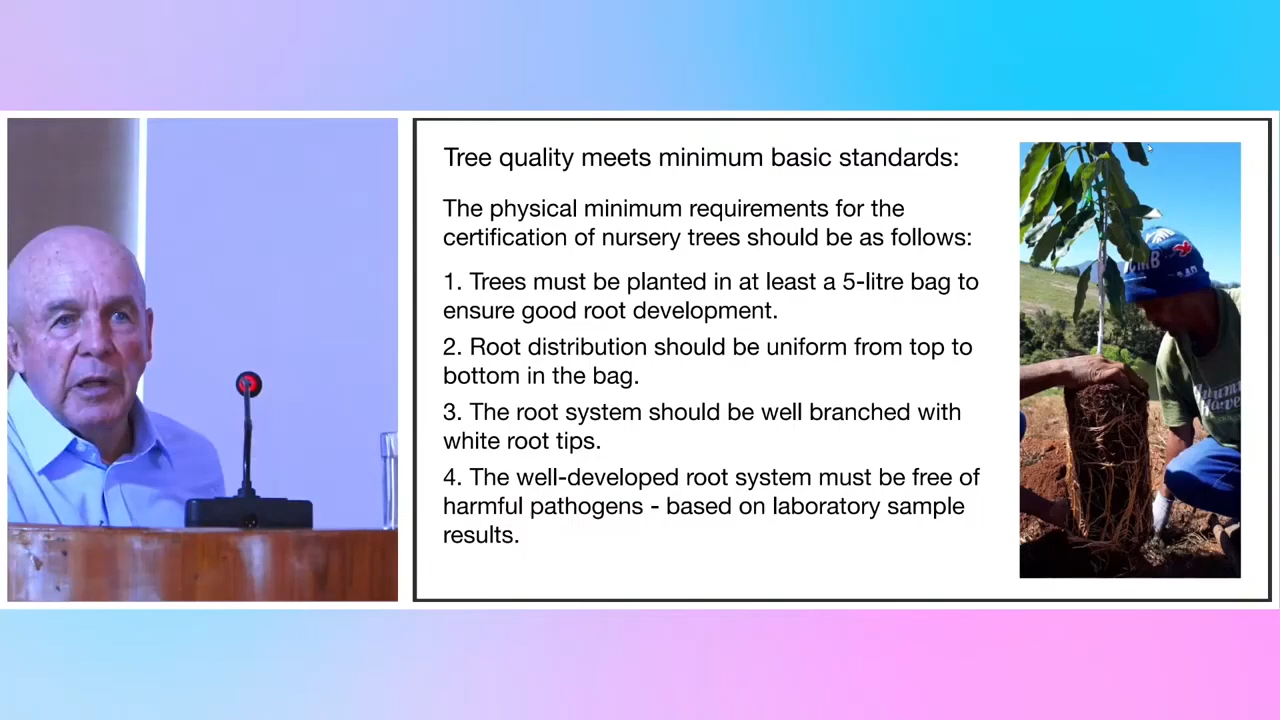 Tree quality meets minimum basic standards:
The physical minimum requirements for the
certification of nursery trees should be as follows:
1. Trees must be planted in at least a 5-litre bag to
ensure good root development.
2. Root distribution should be uniform from top to
bottom in the bag.
3. The root system should be well branched with
white root tips.
4. The well-developed root system must be free of
harmful pathogens - based on laboratory sample
results.